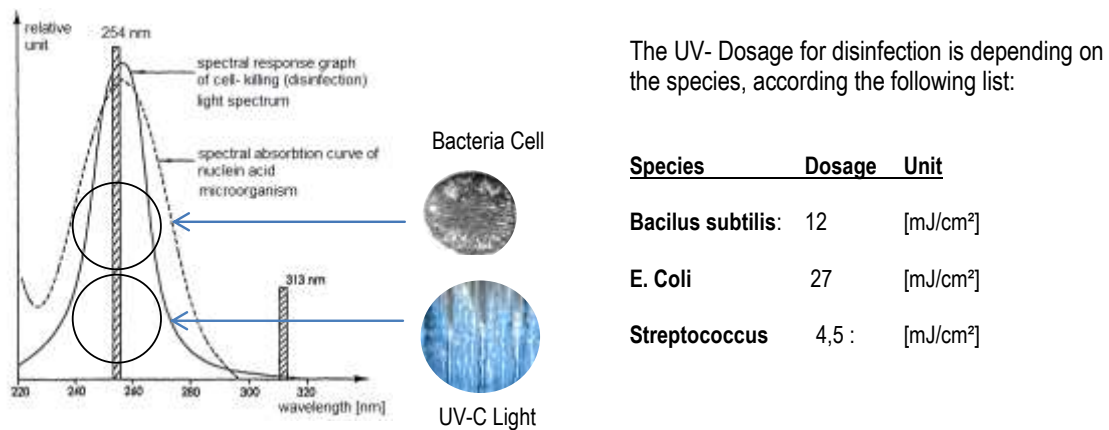 relative
unit
254 nm
spectral response graph
of cell- killing (disinfection)
light spectrum
spectral absorbtion curve of
nuclein acid
microorganism
313 nm
220 240 260 280 300 320
wavelength [nm]
Bacteria Cell
UV-C Light
The UV- Dosage for disinfection is depending on
the species, according the following list:
Species Dosage Unit
Bacilus subtilis: 12 [mJ/cm²]
E. Coli 27 [mJ/cm²]
Streptococcus 4,5 : [mJ/cm²]